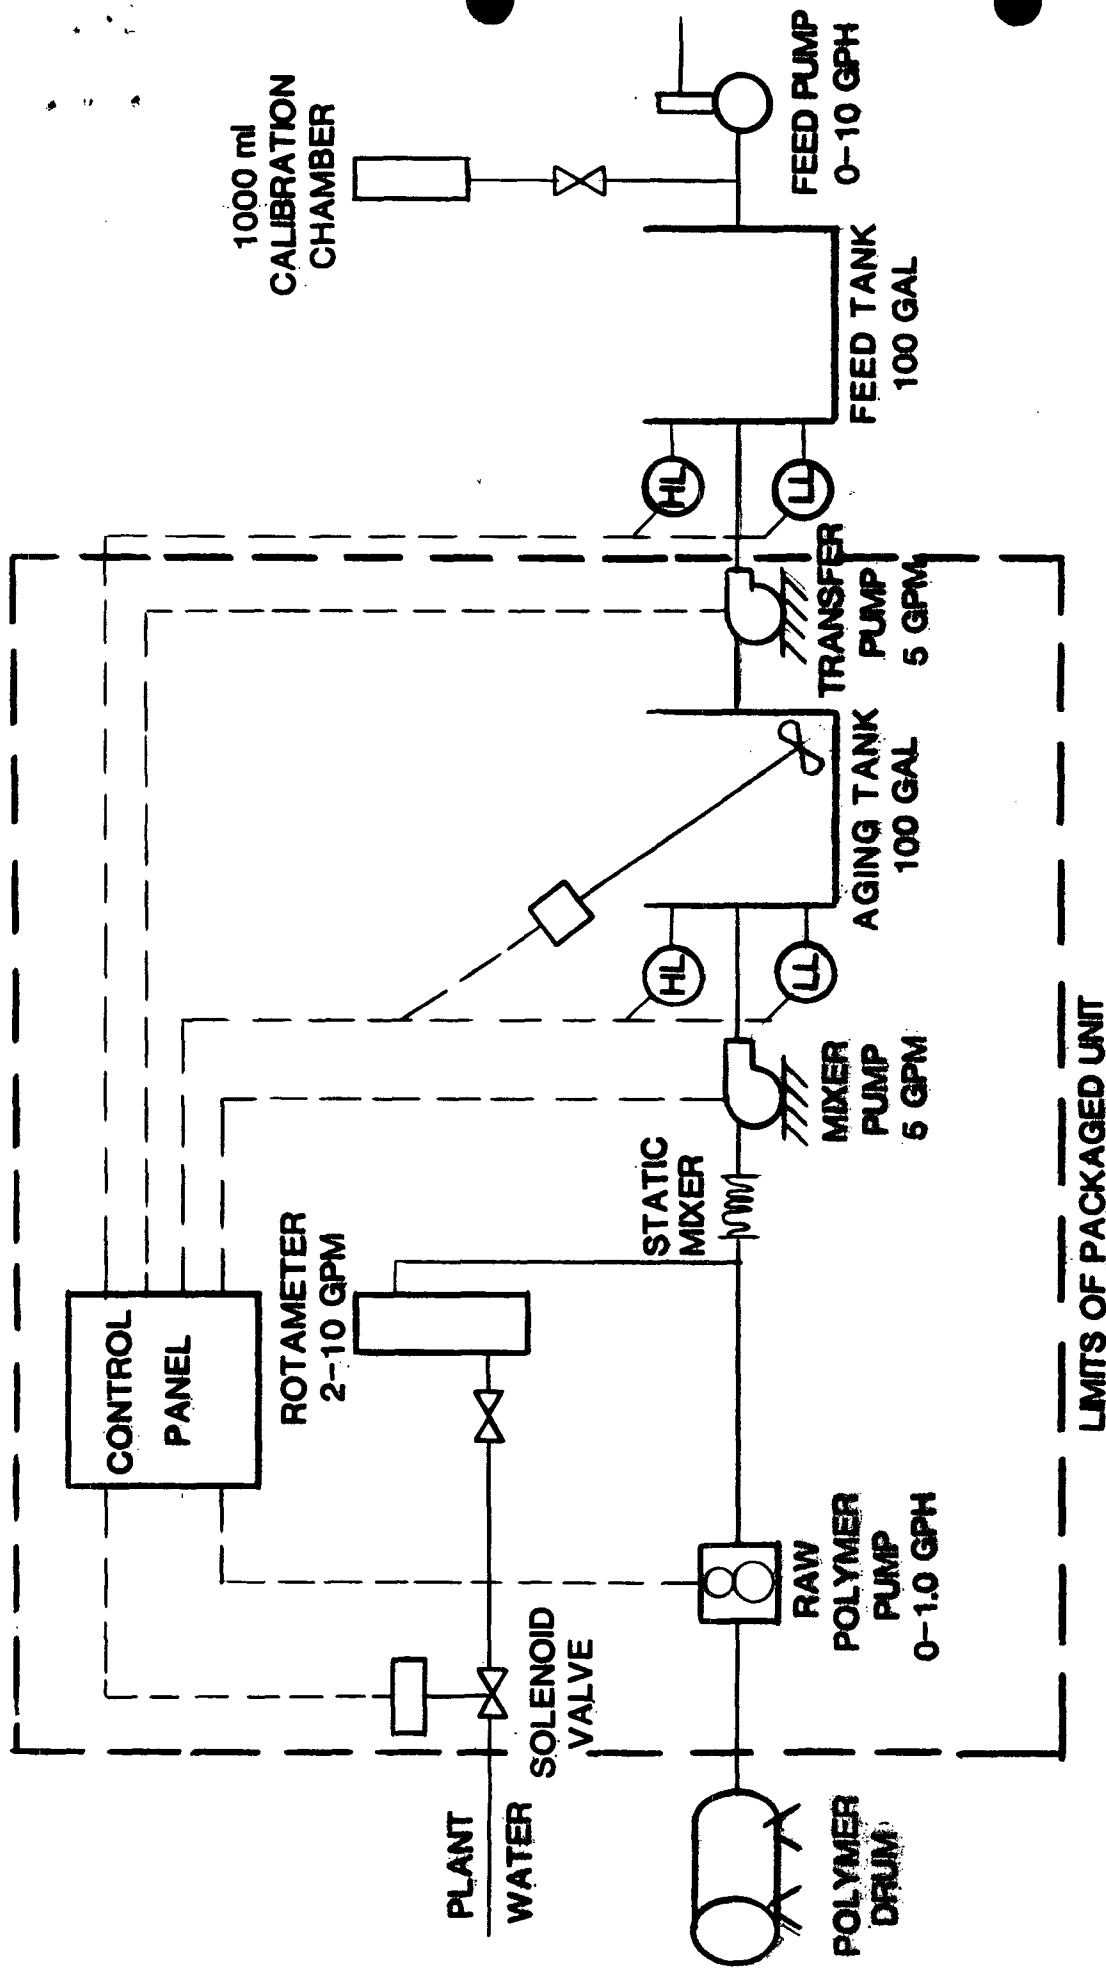 CONTROL
PANEL
PLANT
WATER
SOLENOID
VALVE
ROTAMETER
2-10 GPM
1000 ml
CALIBRATION
CHAMBER
STATIC
MIXER
HL
HL
LL
LL
POLYMER
DRUM
RAW
POLYMER
PUMP
0-1.0 GPH
MIXER
PUMP
5 GPM
AGING TANK
100 GAL
TRANSFER
PUMP
5 GPM
FEED TANK
100 GAL
FEED PUMP
0-10 GPH
LIMITS OF PACKAGED UNIT